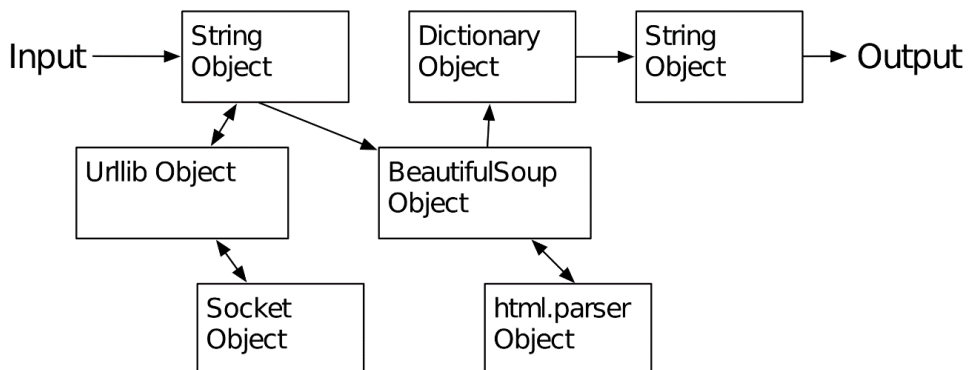 Input
String
Object
Dictionary
Object
String
Object
Output
Urllib Object
BeautifulSoup
Object
Socket
Object
html.parser
Object